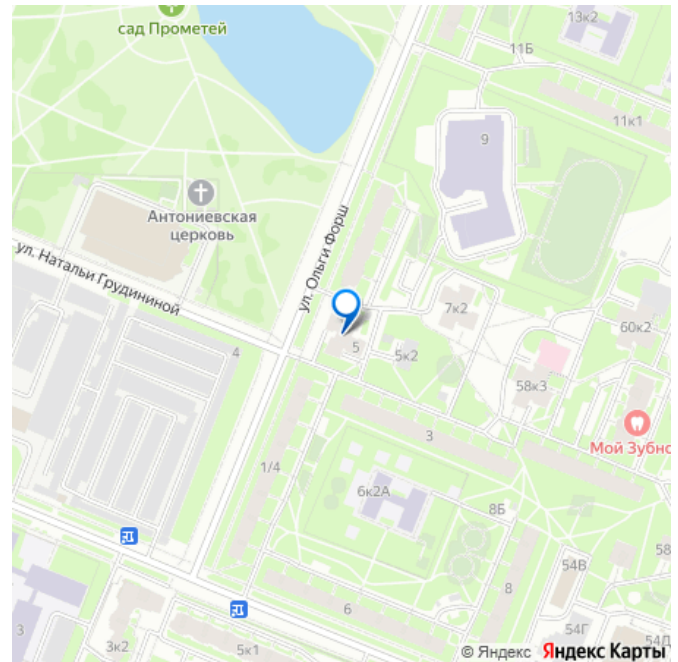 сад Прометей
13к2
11Б
11к1
9
Антониевская
церковь
ул. Ольги Форш
ул. Натальи Грудининой
7к2
60к2
4
5
5к2
58к3
Мой Зубно
3
1/4
6к2А
8Б
58
54В
8
6
3
3к2
5к1
54Г
54Д
© Яндекс Яндекс Карты